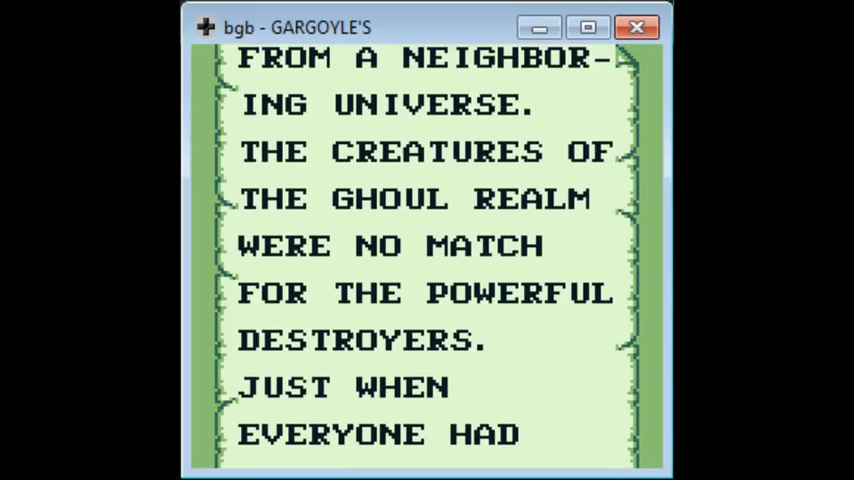 bgb - GARGOYLE'S
FROM A NEIGHBOR-
ING UNIVERSE.
THE CREATURES OF
THE GHOUL REALM
WERE NO MATCH
FOR THE POWERFUL
DESTROYERS.
JUST WHEN
EVERYONE HAD